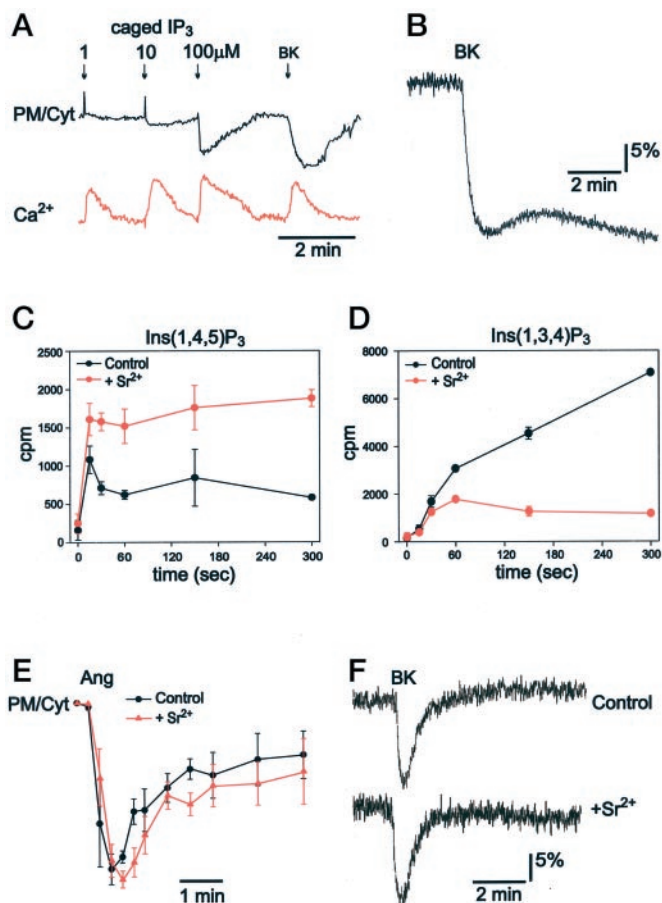 A
caged IP3
1 10 100μM BK
PM/Cyt
Ca2+
2 min
B
BK
5%
2 min
C
Ins(1,4,5)P3
Control
+ Sr2+
2500
2000
1500
1000
500
0
cpm
0 60 120 180 240 300
time (sec)
D
Ins(1,3,4)P3
Control
+ Sr2+
8000
6000
4000
2000
0
cpm
0 60 120 180 240 300
time (sec)
E
Ang
PM/Cyt
Control
+ Sr2+
1 min
F
BK
Control
+Sr2+
5%
2 min